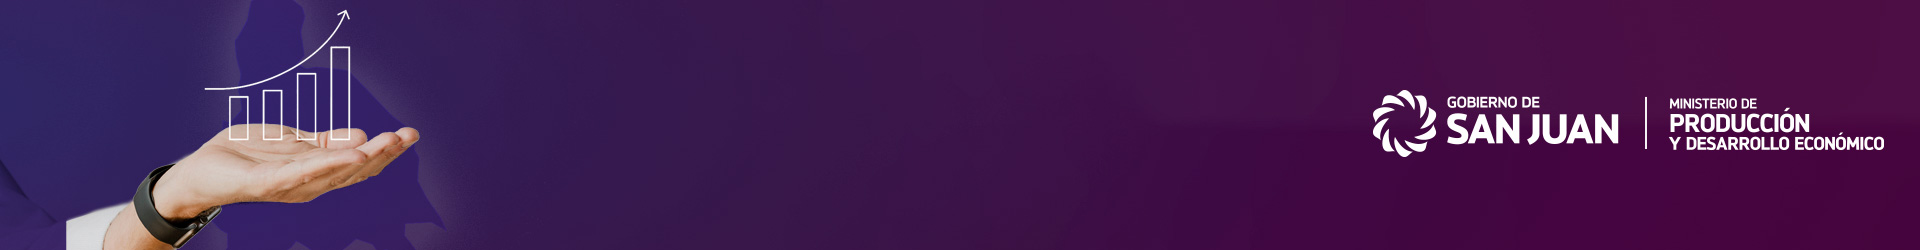 GOBIERNO DE
SAN JUAN
MINISTERIO DE
PRODUCCIÓN
Y DESARROLLO ECONÓMICO